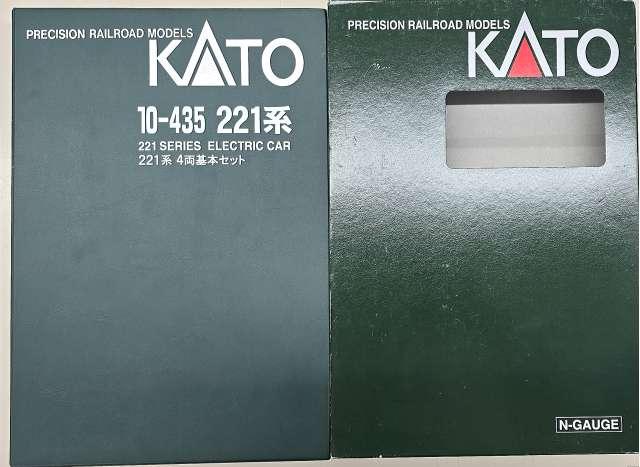 PRECISION RAILROAD MODELS
KATO
10-435 221系
221 SERIES ELECTRIC CAR
221系 4両基本セット
PRECISION RAILROAD MODELS
KATO
N-GAUGE